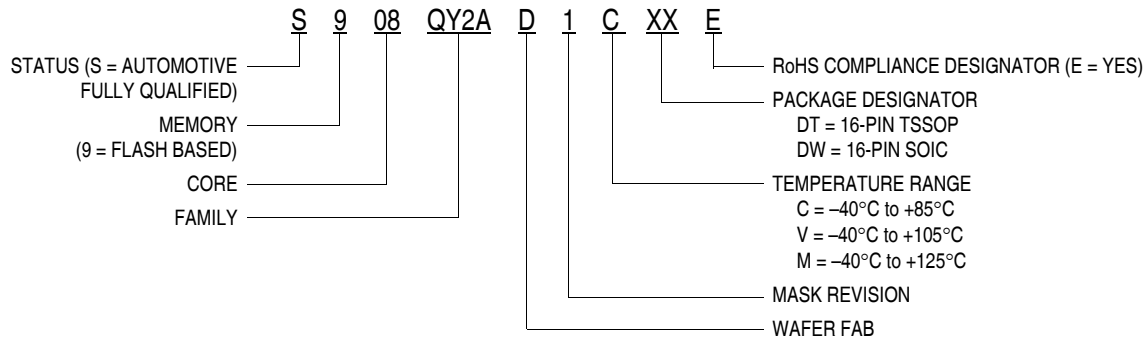 S 9 08 QY2A D 1 C XX E
STATUS (S = AUTOMOTIVE
FULLY QUALIFIED)
MEMORY
(9 = FLASH BASED)
CORE
FAMILY
RoHS COMPLIANCE DESIGNATOR (E = YES)
PACKAGE DESIGNATOR
DT = 16-PIN TSSOP
DW = 16-PIN SOIC
TEMPERATURE RANGE
C = –40°C to +85°C
V = –40°C to +105°C
M = –40°C to +125°C
MASK REVISION
WAFER FAB